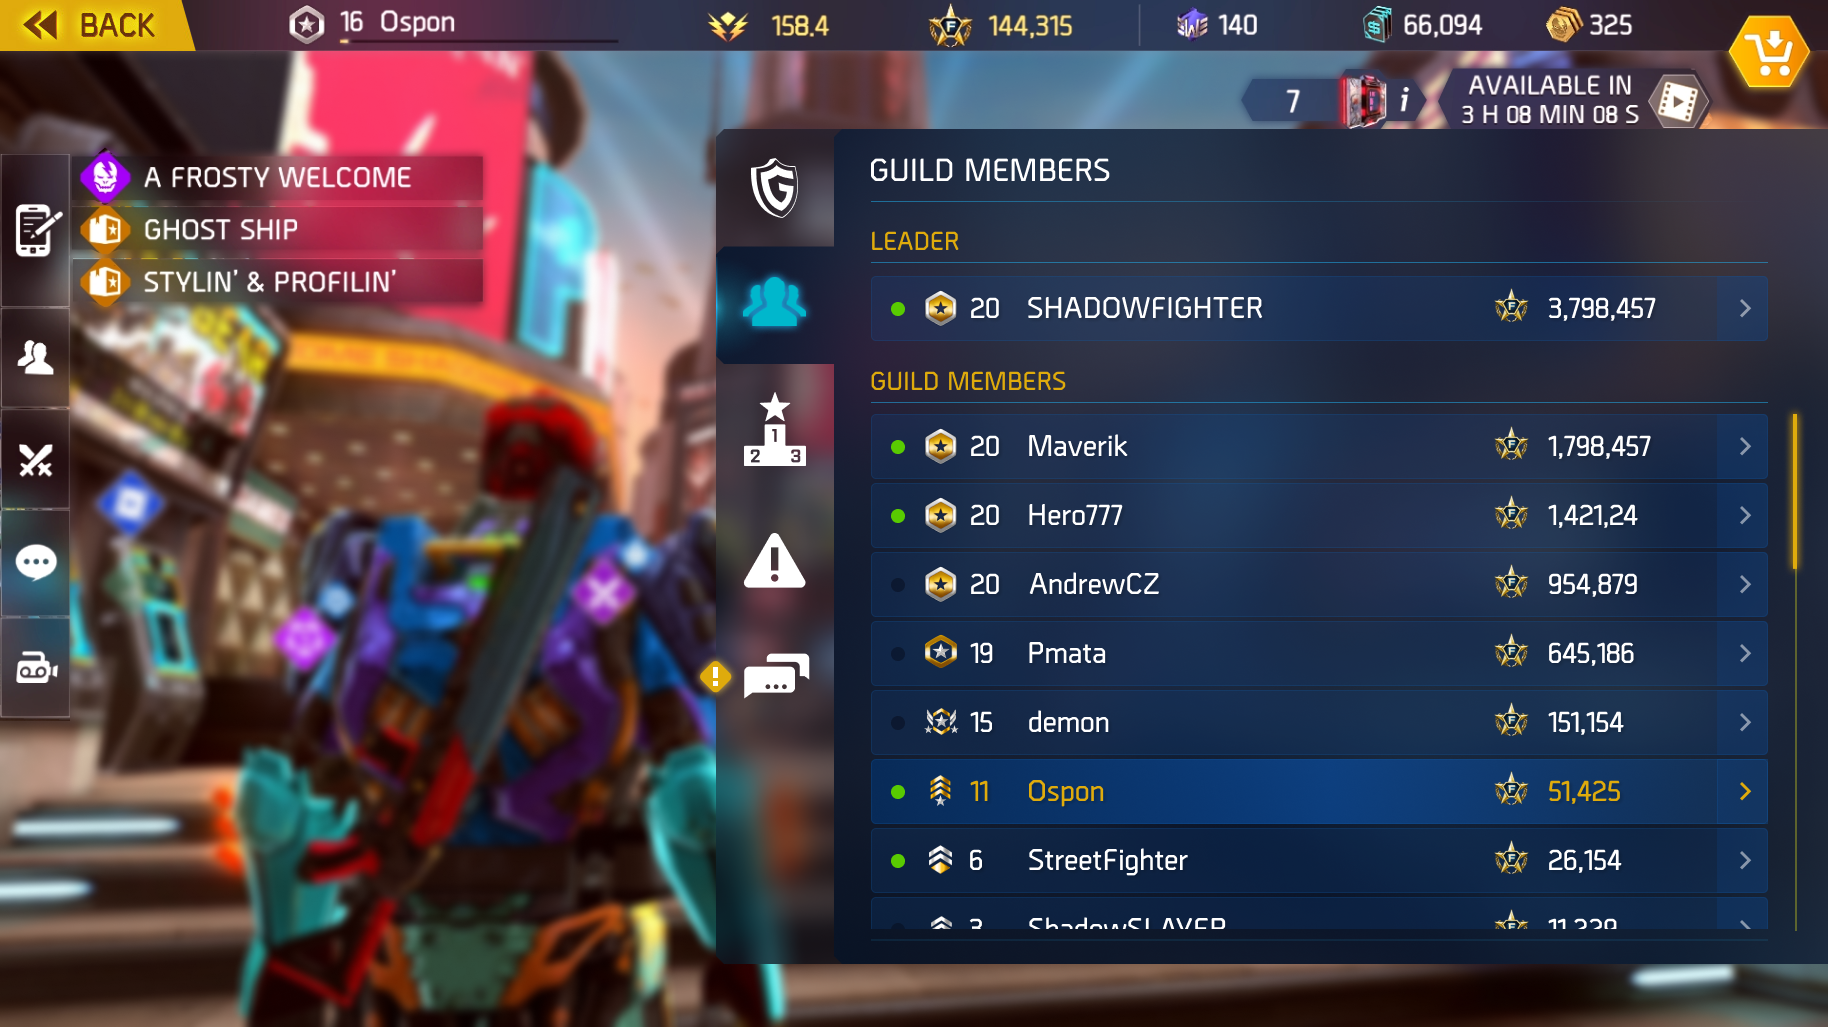 BACK
16 Ospon
158.4
144,315
140
66,094
325
7
i
AVAILABLE IN
3 H 08 MIN 08 S
A FROSTY WELCOME
GHOST SHIP
STYLIN' & PROFILIN'
GUILD MEMBERS
LEADER
20 SHADOWFIGHTER 3,798,457
GUILD MEMBERS
20 Maverik 1,798,457
20 Hero777 1,421,24
20 AndrewCZ 954,879
19 Pmata 645,186
15 demon 151,154
11 Ospon 51,425
6 StreetFighter 26,154
3 ShadowSLAYER
1
2 3